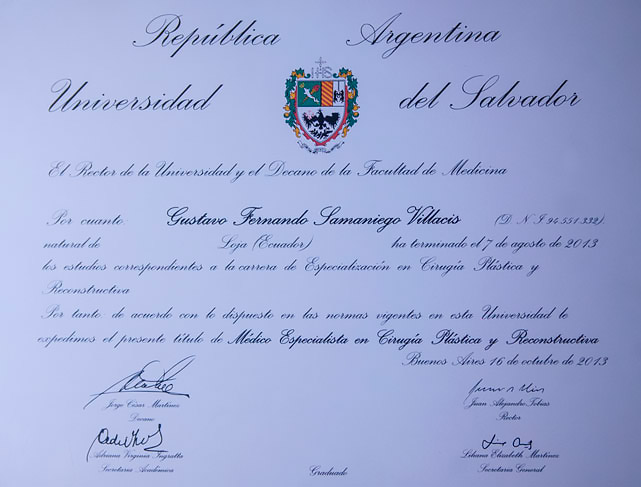 República Argentina
IHS
Universidad del Salvador
El Rector de la Universidad y el Decano de la Facultad de Medicina
Por cuanto: Gustavo Fernando Samaniego Villacis (D. N. I 94.551.332)
natural de Loja (Ecuador) ha terminado el 7 de agosto de 2013
los estudios correspondientes a la carrera de Especialización en Cirugía Plástica y
Reconstructiva
Por tanto: de acuerdo con lo dispuesto en las normas vigentes en esta Universidad le
expedimos el presente título de Médico Especialista en Cirugía Plástica y Reconstructiva
Buenos Aires 16 de octubre de 2013
Jorge César Martínez
Decano
Juan Alejandro Tobias
Rector
Adriana Virginia
Secretaria Académica
Liliana Elizabeth Martínez
Secretaria General
Graduado